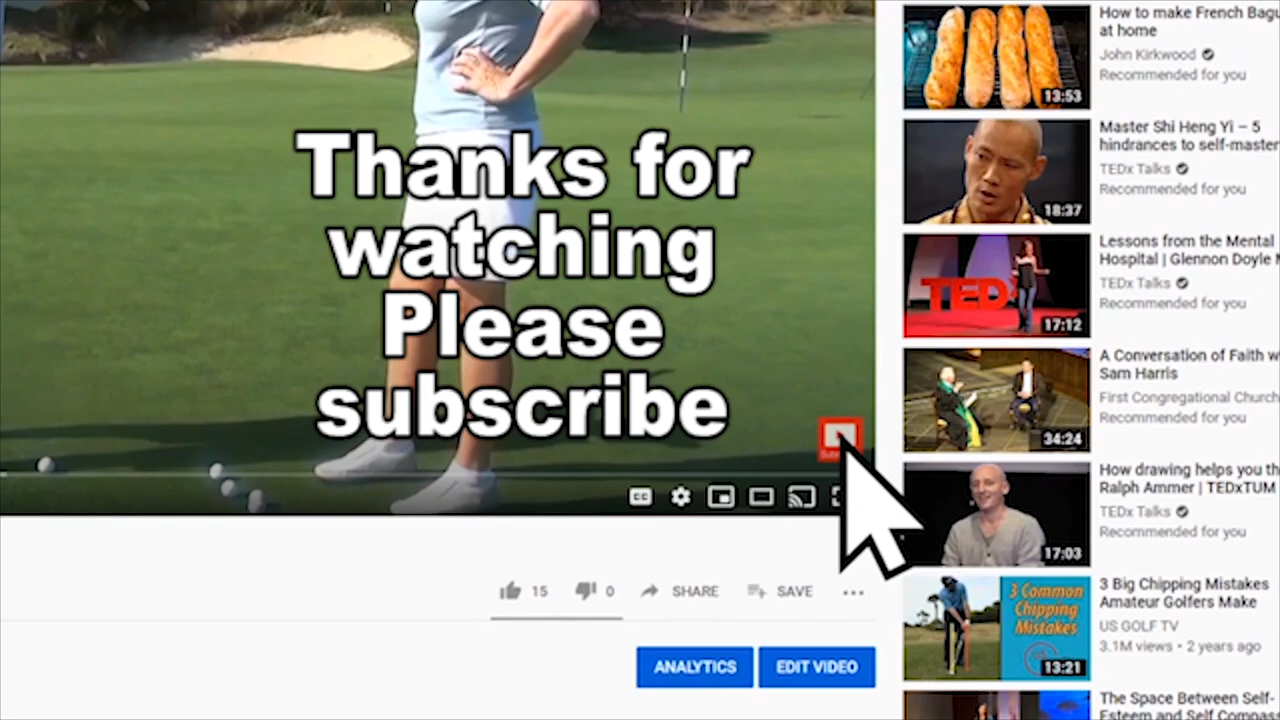 Thanks for
watching
Please
subscribe
CC
15
0
SHARE
SAVE
ANALYTICS
EDIT VIDEO
13:53
How to make French Bagu
at home
John Kirkwood
Recommended for you
18:37
Master Shi Heng Yi – 5
hindrances to self-master
TEDx Talks
Recommended for you
TED
17:12
Lessons from the Mental
Hospital | Glennon Doyle M
TEDx Talks
Recommended for you
34:24
A Conversation of Faith w
Sam Harris
First Congregational Church
Recommended for you
17:03
How drawing helps you th
Ralph Ammer | TEDxTUM
TEDx Talks
Recommended for you
3 Common
Chipping
Mistakes
13:21
3 Big Chipping Mistakes
Amateur Golfers Make
US GOLF TV
3.1M views • 2 years ago
The Space Between Self-
Esteem and Self Compass